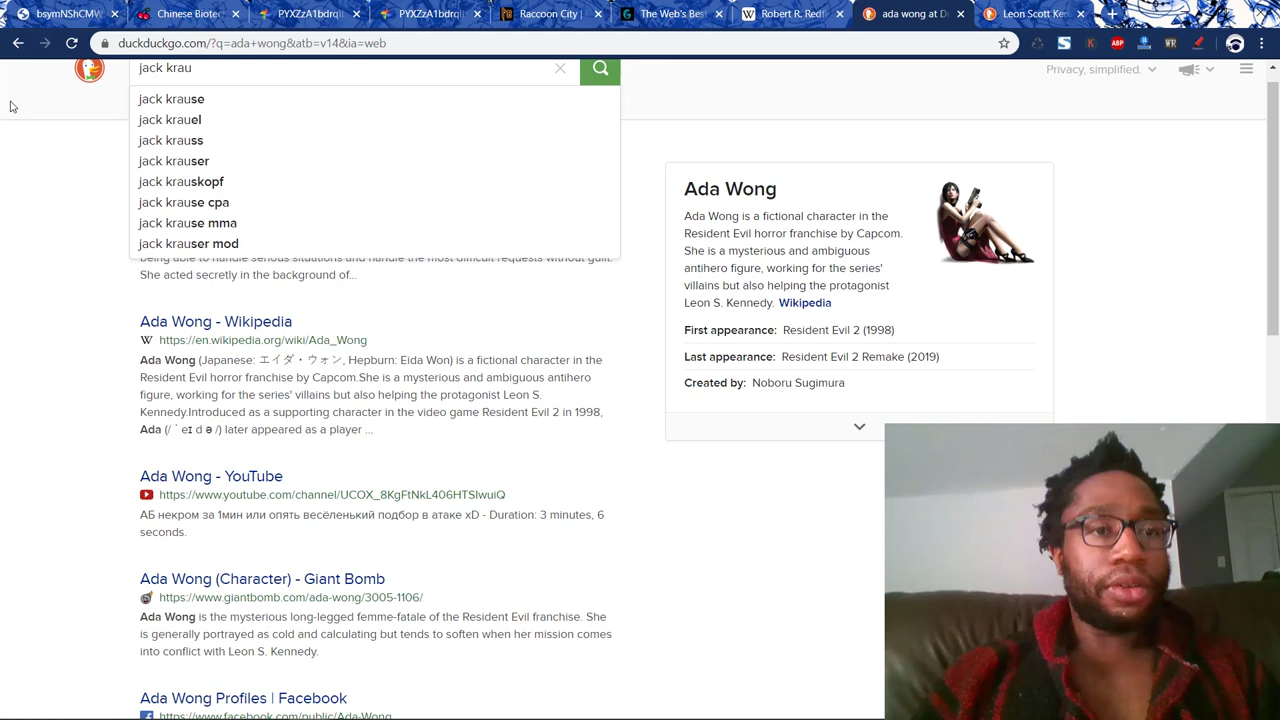 bsymNShCMW
Chinese Biotec
PYXZzA1bdrqIt
PYXZzA1bdrqIt
Raccoon City |
The Web's Best
Robert R. Redf
ada wong at D
Leon Scott Ken
duckduckgo.com/?q=ada+wong&atb=v14&ia=web
jack krau
Privacy, simplified.
jack krause
jack krauel
jack krauss
jack krauser
jack krauskopf
jack krause cpa
jack krause mma
jack krauser mod
being able to handle serious situations and handle the most difficult requests without guilt.
She acted secretly in the background of...
Ada Wong - Wikipedia
W https://en.wikipedia.org/wiki/Ada_Wong
Ada Wong (Japanese: エイダ・ウォン, Hepburn: Eida Won) is a fictional character in the
Resident Evil horror franchise by Capcom.She is a mysterious and ambiguous antihero
figure, working for the series' villains but also helping the protagonist Leon S.
Kennedy.Introduced as a supporting character in the video game Resident Evil 2 in 1998,
Ada (/ˈeɪdə/) later appeared as a player ...
Ada Wong - YouTube
https://www.youtube.com/channel/UCOX_8KgFtNkL406HTSIwuiQ
АБ некром за 1мин или опять весёленький подбор в атаке xD - Duration: 3 minutes, 6
seconds.
Ada Wong (Character) - Giant Bomb
https://www.giantbomb.com/ada-wong/3005-1106/
Ada Wong is the mysterious long-legged femme-fatale of the Resident Evil franchise. She
is generally portrayed as cold and calculating but tends to soften when her mission comes
into conflict with Leon S. Kennedy.
Ada Wong Profiles | Facebook
https://www.facebook.com/public/Ada-Wong
Ada Wong
Ada Wong is a fictional character in the
Resident Evil horror franchise by Capcom.
She is a mysterious and ambiguous
antihero figure, working for the series'
villains but also helping the protagonist
Leon S. Kennedy. Wikipedia
First appearance: Resident Evil 2 (1998)
Last appearance: Resident Evil 2 Remake (2019)
Created by: Noboru Sugimura